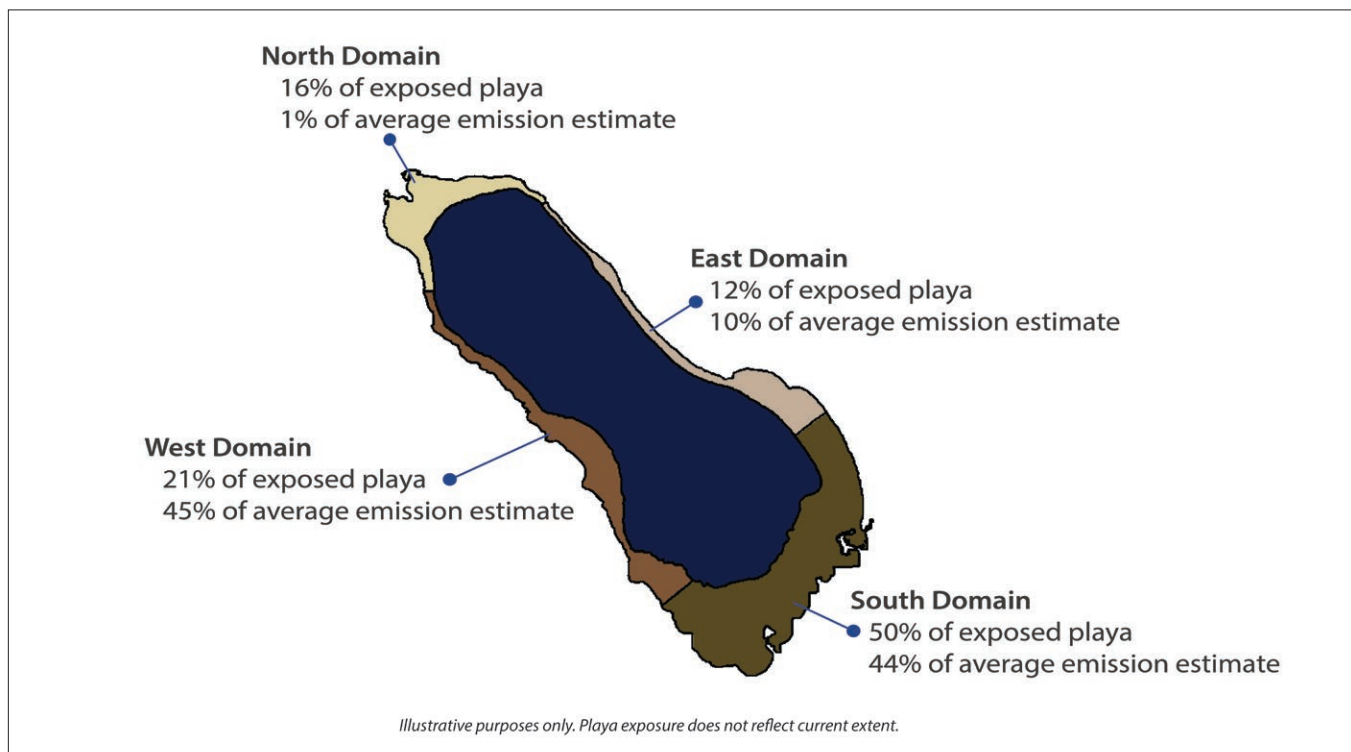 North Domain
16% of exposed playa
1% of average emission estimate
East Domain
12% of exposed playa
10% of average emission estimate
West Domain
21% of exposed playa
45% of average emission estimate
South Domain
50% of exposed playa
44% of average emission estimate
Illustrative purposes only. Playa exposure does not reflect current extent.